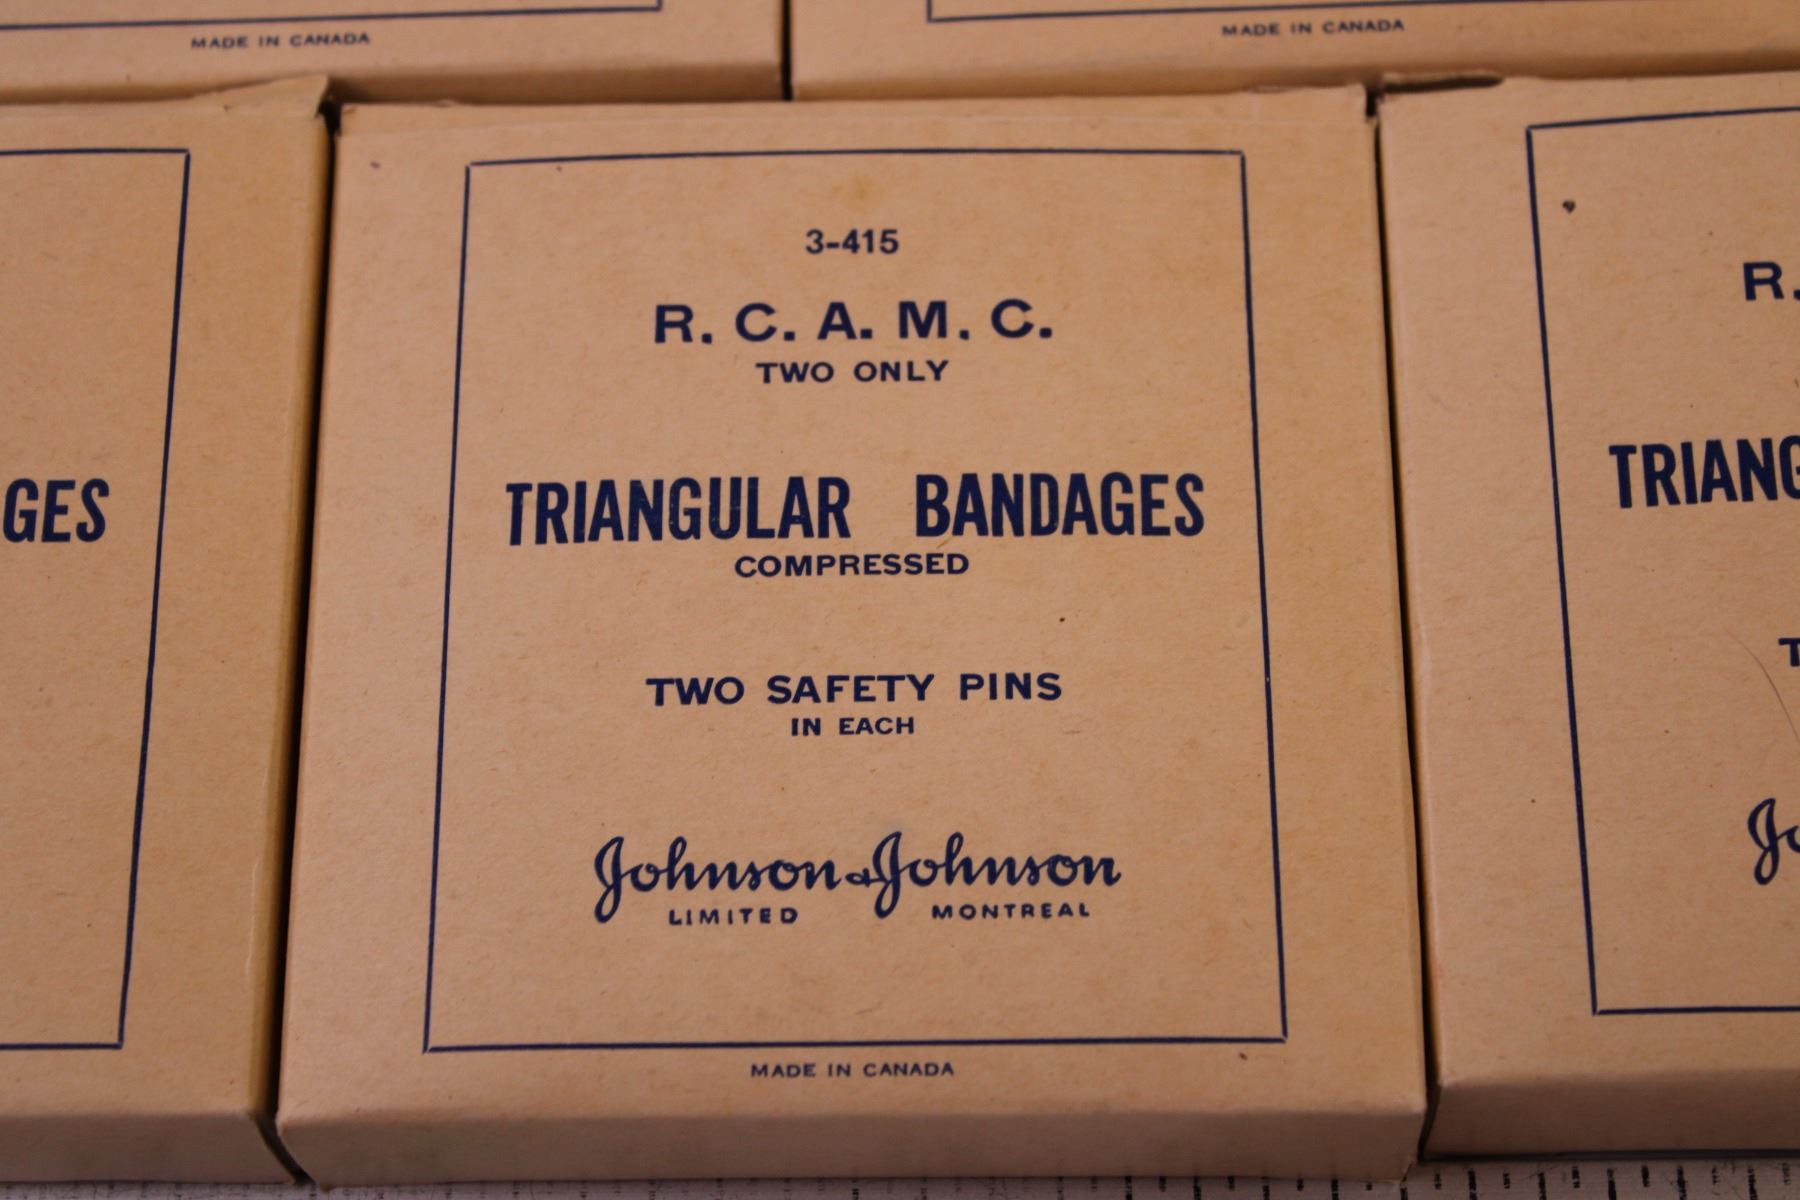 MADE IN CANADA
MADE IN CANADA
GES
3-415
R. C. A. M. C.
TWO ONLY
TRIANGULAR BANDAGES
COMPRESSED
TWO SAFETY PINS
IN EACH
Johnson & Johnson
LIMITED MONTREAL
MADE IN CANADA
R.
TRIANG
T
Jo